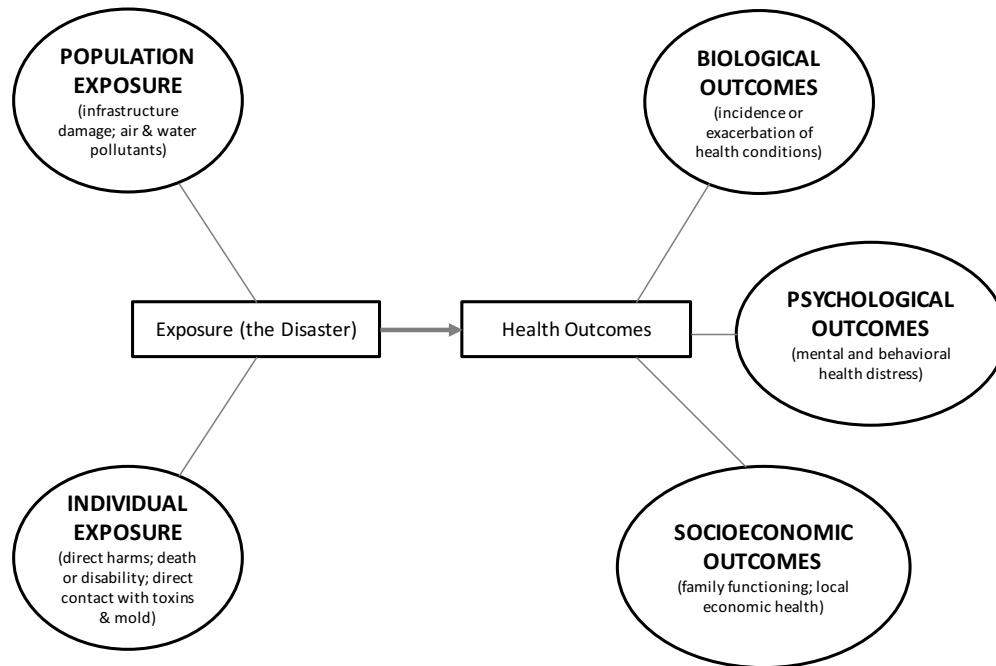 POPULATION
EXPOSURE
(infrastructure
damage; air & water
pollutants)
BIOLOGICAL
OUTCOMES
(incidence or
exacerbation of
health conditions)
Exposure (the Disaster)
Health Outcomes
PSYCHOLOGICAL
OUTCOMES
(mental and behavioral
health distress)
INDIVIDUAL
EXPOSURE
(direct harms; death
or disability; direct
contact with toxins
& mold)
SOCIOECONOMIC
OUTCOMES
(family functioning; local
economic health)